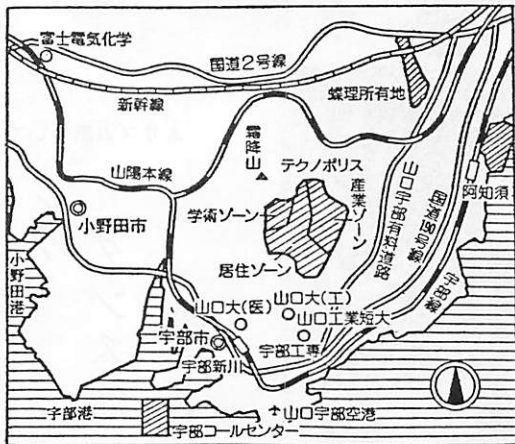 富士電気化学
国道2号線
新幹線
蝶理所有地
霜降山
テクノポリス
山陽本線
産業ゾーン
学術ゾーン
居住ゾーン
山口宇部有料道路
国道190号線
宇部線
阿知須
小野田市
小野田港
山口大(医)
山口大(工)
山口工業短大
宇部市
宇部工専
宇部新川
宇部港
山口宇部空港
宇部コールセンター